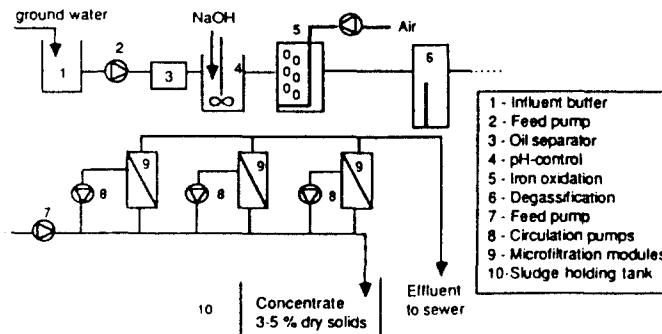 ground water
NaOH
Air
1
2
3
4
5
6
1 - Influent buffer
2 - Feed pump
3 - Oil separator
4 - pH-control
5 - Iron oxidation
6 - Degassification
7 - Feed pump
8 - Circulation pumps
9 - Microfiltration modules
10-Sludge holding tank
7
8
9
8
9
8
9
10
Concentrate
3-5 % dry solids
Effluent
to sewer